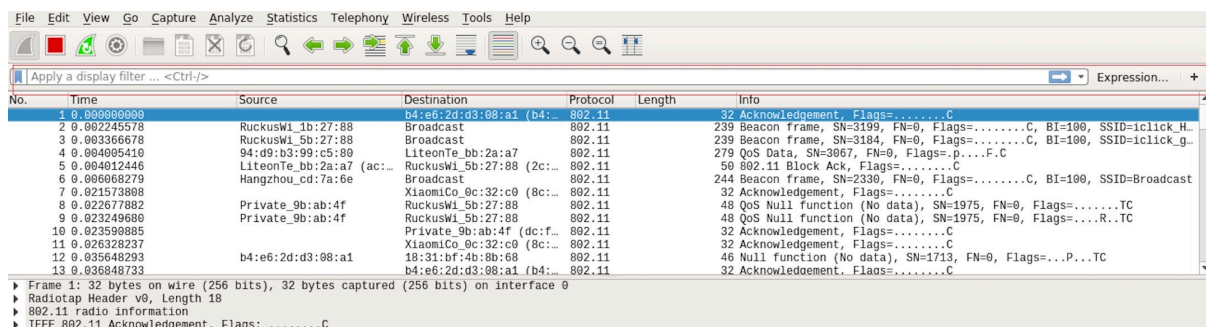 File Edit View Go Capture Analyze Statistics Telephony Wireless Tools Help
Apply a display filter ... <Ctrl-/> Expression... +
No. Time Source Destination Protocol Length Info
1 0.000000000 b4:e6:2d:d3:08:a1 (b4:… 802.11 32 Acknowledgement, Flags=........C
2 0.002245578 RuckusWi_1b:27:88 Broadcast 802.11 239 Beacon frame, SN=3199, FN=0, Flags=........C, BI=100, SSID=iclick_H…
3 0.003366678 RuckusWi_5b:27:88 Broadcast 802.11 239 Beacon frame, SN=3184, FN=0, Flags=........C, BI=100, SSID=iclick_g…
4 0.004005410 94:d9:b3:99:c5:80 LiteonTe_bb:2a:a7 802.11 279 QoS Data, SN=3067, FN=0, Flags=.p....F.C
5 0.004012446 LiteonTe_bb:2a:a7 (ac:… RuckusWi_5b:27:88 (2c:… 802.11 50 802.11 Block Ack, Flags=........C
6 0.006068279 Hangzhou_cd:7a:6e Broadcast 802.11 244 Beacon frame, SN=2330, FN=0, Flags=........C, BI=100, SSID=Broadcast
7 0.021573808 XiaomiCo_0c:32:c0 (8c:… 802.11 32 Acknowledgement, Flags=........C
8 0.022677882 Private_9b:ab:4f RuckusWi_5b:27:88 802.11 48 QoS Null function (No data), SN=1975, FN=0, Flags=.......TC
9 0.023249680 Private_9b:ab:4f RuckusWi_5b:27:88 802.11 48 QoS Null function (No data), SN=1975, FN=0, Flags=....R..TC
10 0.023590885 Private_9b:ab:4f (dc:f… 802.11 32 Acknowledgement, Flags=........C
11 0.026328237 XiaomiCo_0c:32:c0 (8c:… 802.11 32 Acknowledgement, Flags=........C
12 0.035648293 b4:e6:2d:d3:08:a1 18:31:bf:4b:8b:68 802.11 46 Null function (No data), SN=1713, FN=0, Flags=...P...TC
13 0.036848733 b4:e6:2d:d3:08:a1 (b4:… 802.11 32 Acknowledgement, Flags=........C
Frame 1: 32 bytes on wire (256 bits), 32 bytes captured (256 bits) on interface 0
Radiotap Header v0, Length 18
802.11 radio information
IEEE 802.11 Acknowledgement, Flags: ........C